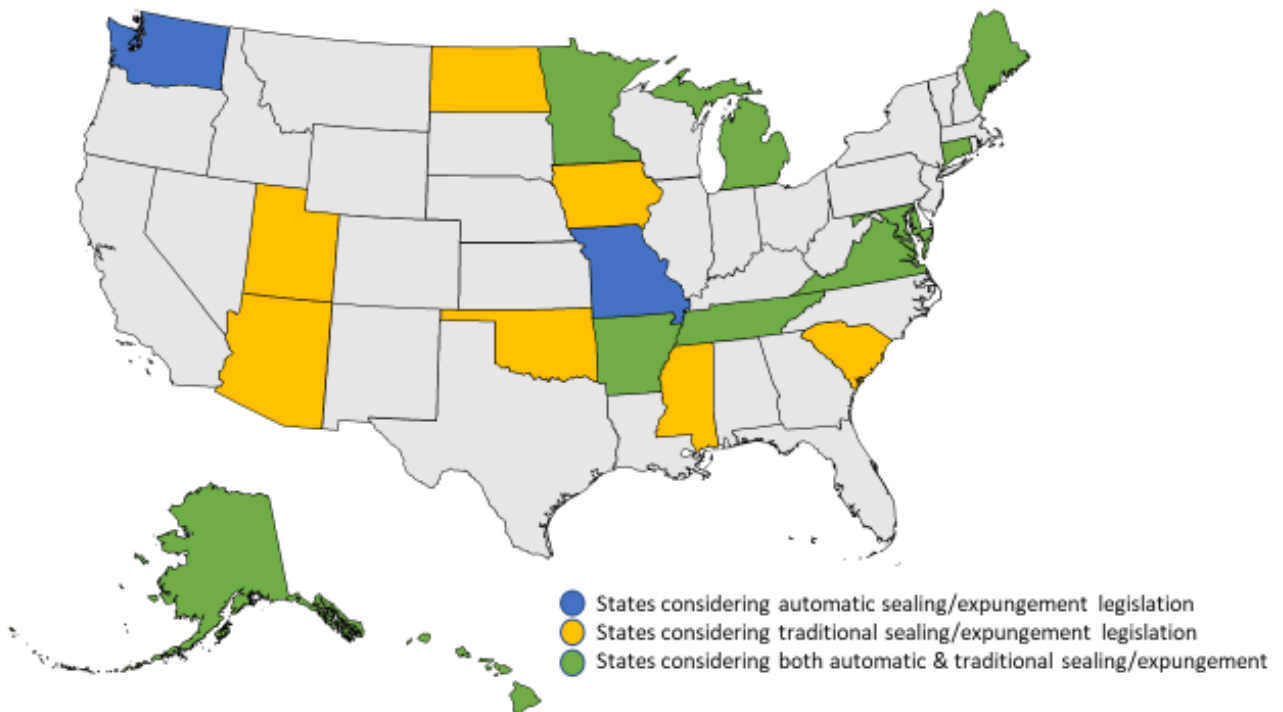 States considering automatic sealing/expungement legislation
States considering traditional sealing/expungement legislation
States considering both automatic & traditional sealing/expungement